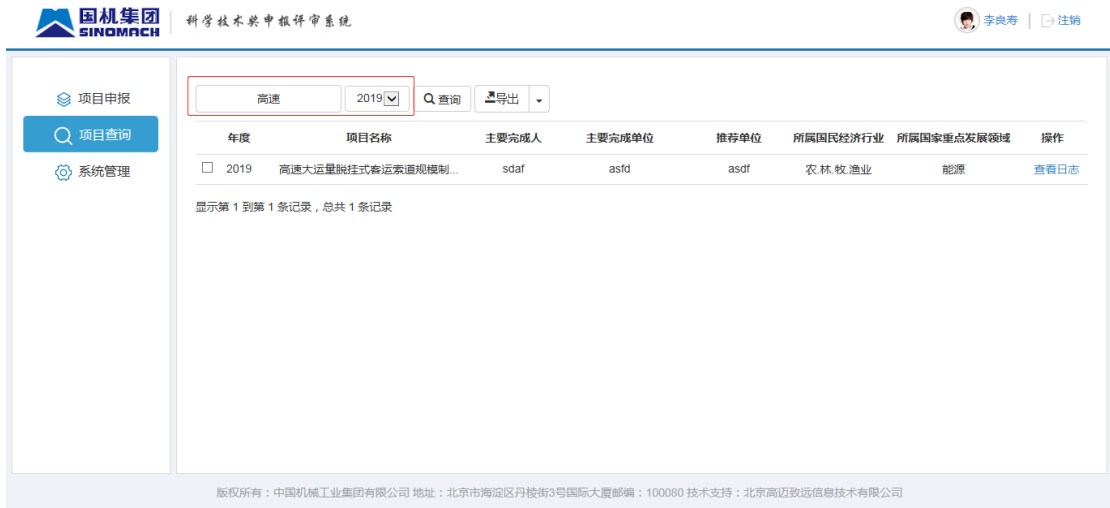 国机集团
SINOMACH
科学技术奖申报评审系统
李良寿 注销
项目申报
项目查询
系统管理
高速 2019 查询 导出
年度 项目名称 主要完成人 主要完成单位 推荐单位 所属国民经济行业 所属国家重点发展领域 操作
2019 高速大运量脱挂式客运索道规模制... sdaf asfd asdf 农.林.牧.渔业 能源 查看日志
显示第 1 到第 1 条记录，总共 1 条记录
版权所有：中国机械工业集团有限公司 地址：北京市海淀区丹棱街3号国际大厦邮编：100080 技术支持：北京高迈致远信息技术有限公司